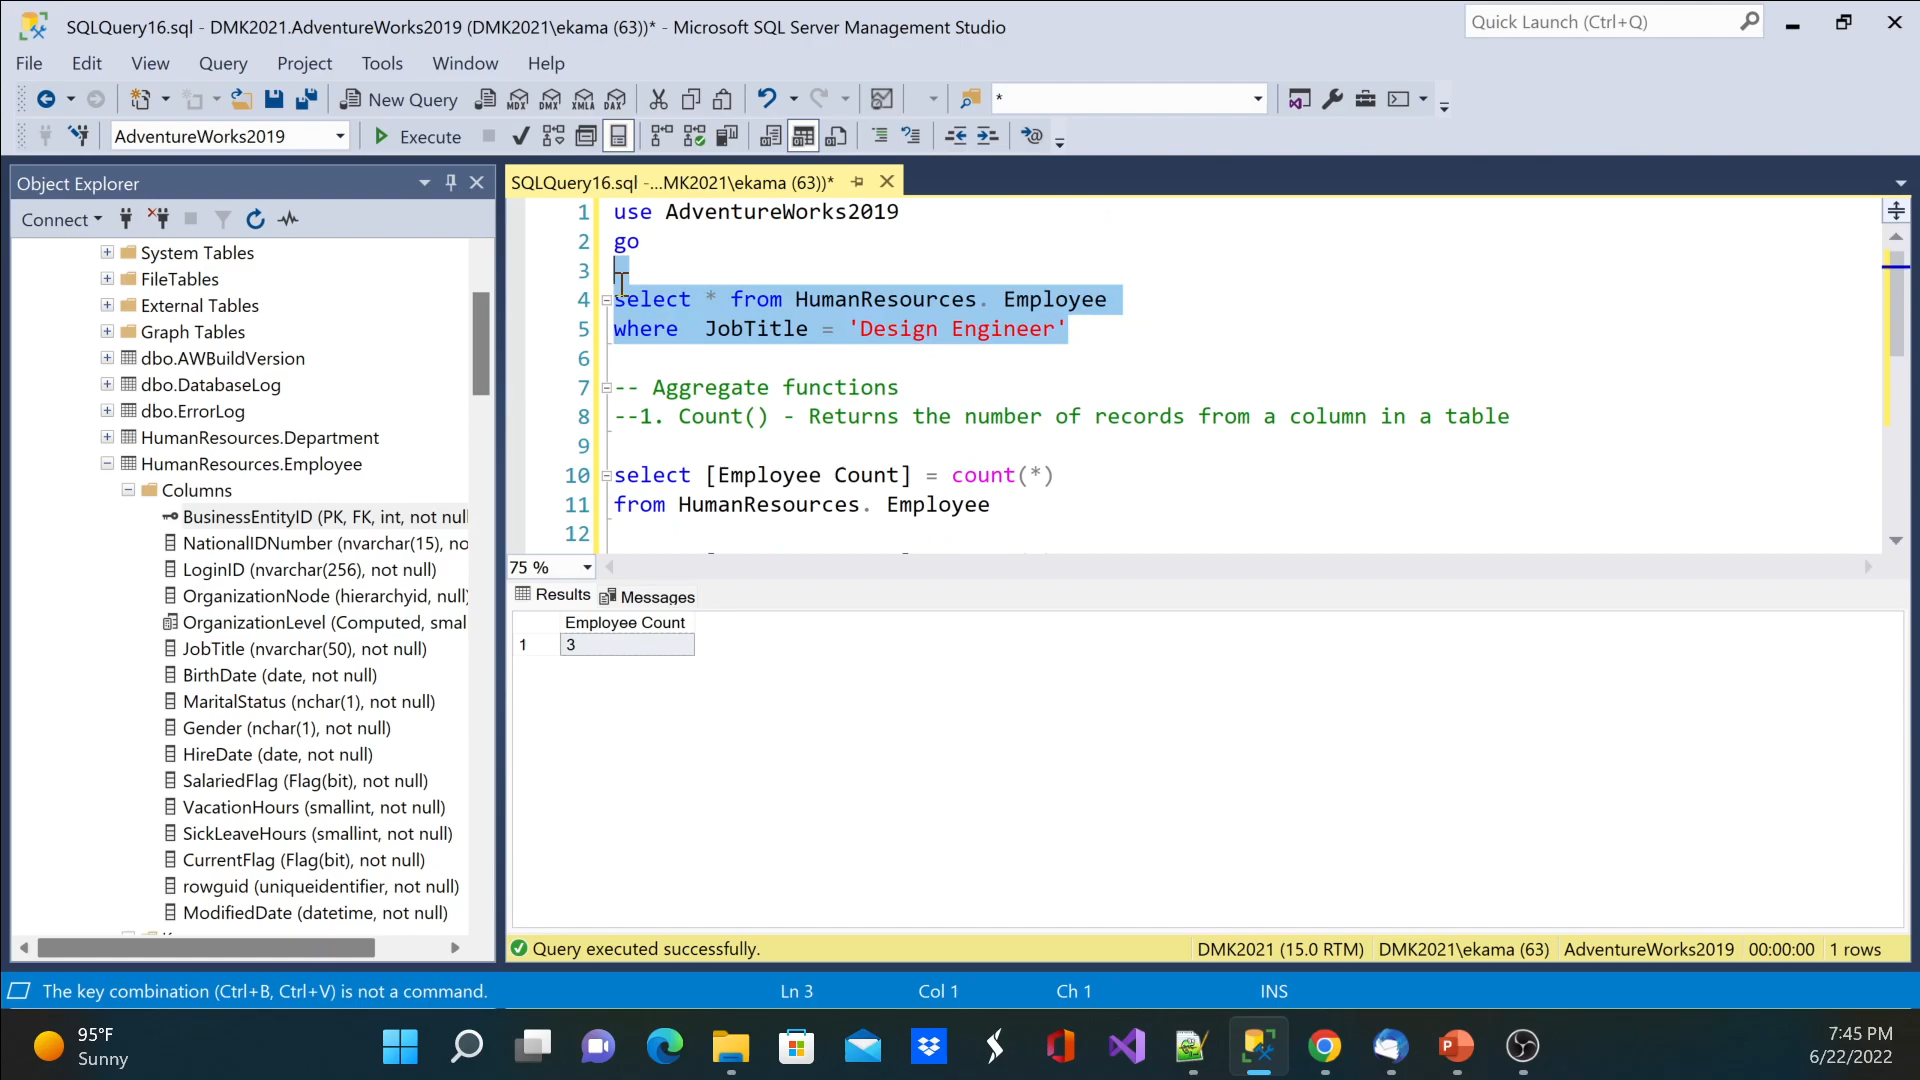 SQLQuery16.sql - DMK2021.AdventureWorks2019 (DMK2021\ekama (63))* - Microsoft SQL Server Management Studio
Quick Launch (Ctrl+Q)
File Edit View Query Project Tools Window Help
New Query MDX DMX XMLA DAX *
AdventureWorks2019 Execute
Object Explorer
Connect
System Tables
FileTables
External Tables
Graph Tables
dbo.AWBuildVersion
dbo.DatabaseLog
dbo.ErrorLog
HumanResources.Department
HumanResources.Employee
Columns
BusinessEntityID (PK, FK, int, not null
NationalIDNumber (nvarchar(15), no
LoginID (nvarchar(256), not null)
OrganizationNode (hierarchyid, null)
OrganizationLevel (Computed, smal
JobTitle (nvarchar(50), not null)
BirthDate (date, not null)
MaritalStatus (nchar(1), not null)
Gender (nchar(1), not null)
HireDate (date, not null)
SalariedFlag (Flag(bit), not null)
VacationHours (smallint, not null)
SickLeaveHours (smallint, not null)
CurrentFlag (Flag(bit), not null)
rowguid (uniqueidentifier, not null)
ModifiedDate (datetime, not null)
SQLQuery16.sql -...MK2021\ekama (63))*
1 use AdventureWorks2019
2 go
3
4 select * from HumanResources. Employee
5 where  JobTitle = 'Design Engineer'
6
7 -- Aggregate functions
8 --1. Count() - Returns the number of records from a column in a table
9
10 select [Employee Count] = count(*)
11 from HumanResources. Employee
12
75 %
Results Messages
Employee Count
1 3
Query executed successfully. DMK2021 (15.0 RTM) DMK2021\ekama (63) AdventureWorks2019 00:00:00 1 rows
The key combination (Ctrl+B, Ctrl+V) is not a command. Ln 3 Col 1 Ch 1 INS
95°F
Sunny
7:45 PM
6/22/2022